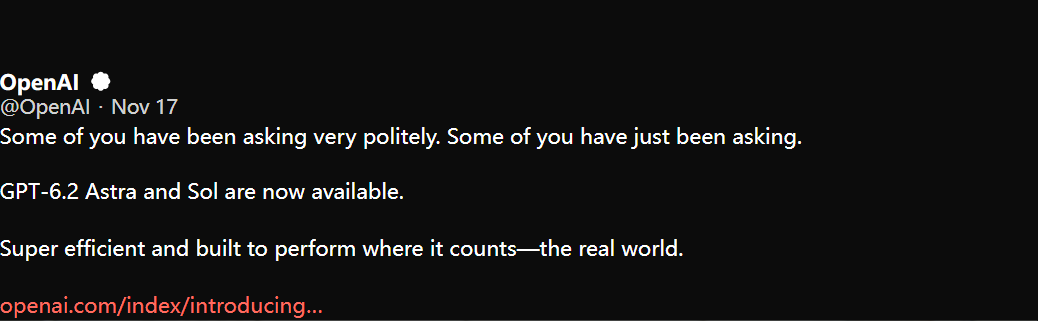 OpenAI
@OpenAI · Nov 17
Some of you have been asking very politely. Some of you have just been asking.
GPT-6.2 Astra and Sol are now available.
Super efficient and built to perform where it counts—the real world.
openai.com/index/introducing…